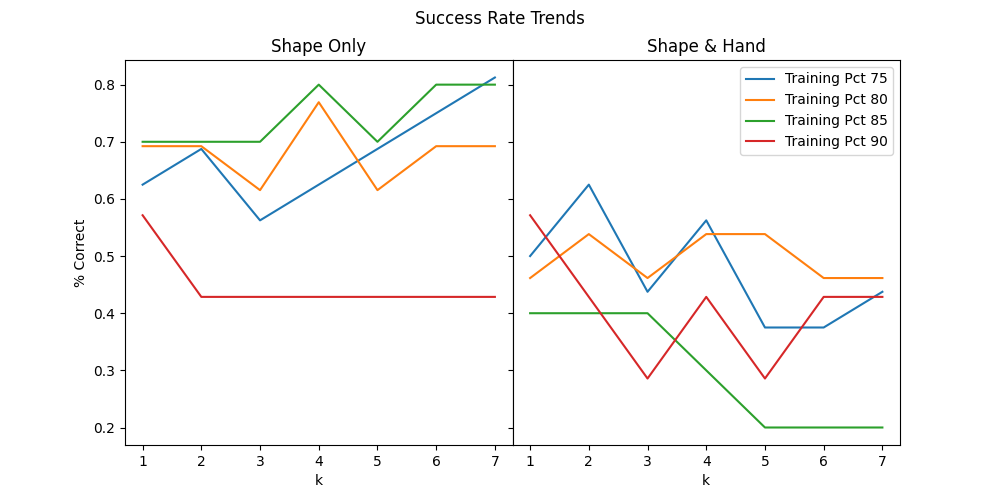 Success Rate Trends
Shape Only
Shape & Hand
% Correct
0.8
0.7
0.6
0.5
0.4
0.3
0.2
1 2 3 4 5 6 7
k
1 2 3 4 5 6 7
k
Training Pct 75
Training Pct 80
Training Pct 85
Training Pct 90